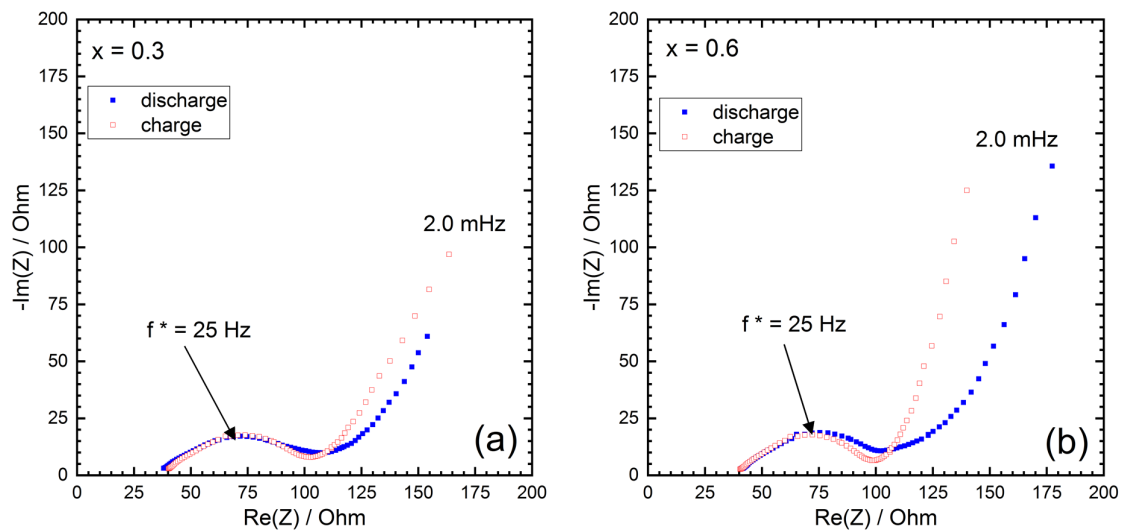 x = 0.3
discharge
charge
2.0 mHz
f * = 25 Hz
(a)
-Im(Z) / Ohm
200
175
150
125
100
75
50
25
0
0 25 50 75 100 125 150 175 200
Re(Z) / Ohm
x = 0.6
discharge
charge
2.0 mHz
f * = 25 Hz
(b)
-Im(Z) / Ohm
200
175
150
125
100
75
50
25
0
0 25 50 75 100 125 150 175 200
Re(Z) / Ohm